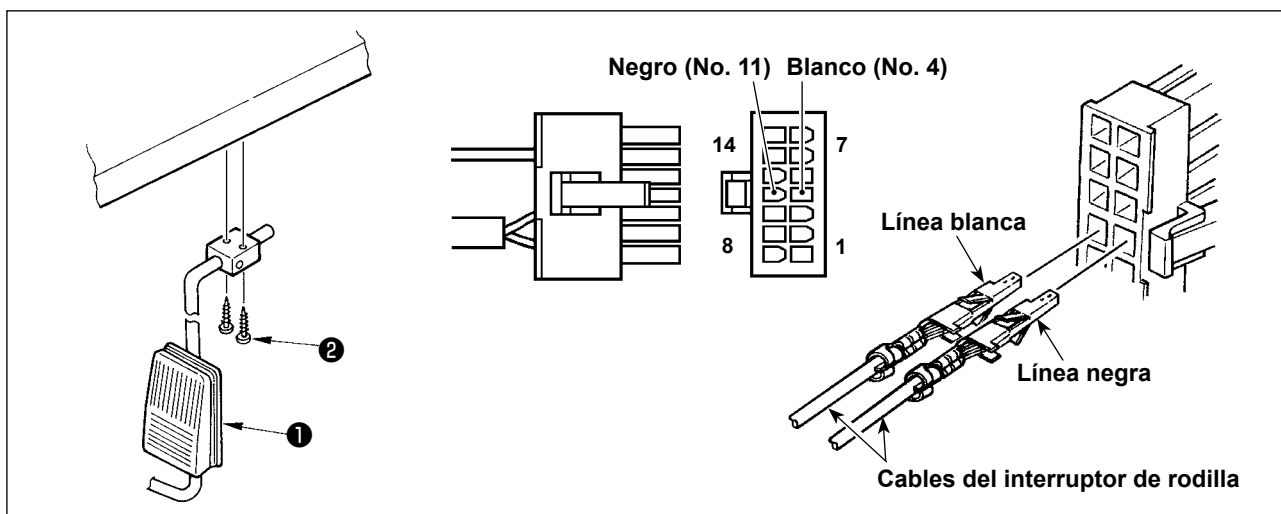 Negro (No. 11) Blanco (No. 4)
14
7
8
1
Línea blanca
Línea negra
Cables del interruptor de rodilla
❷
❶